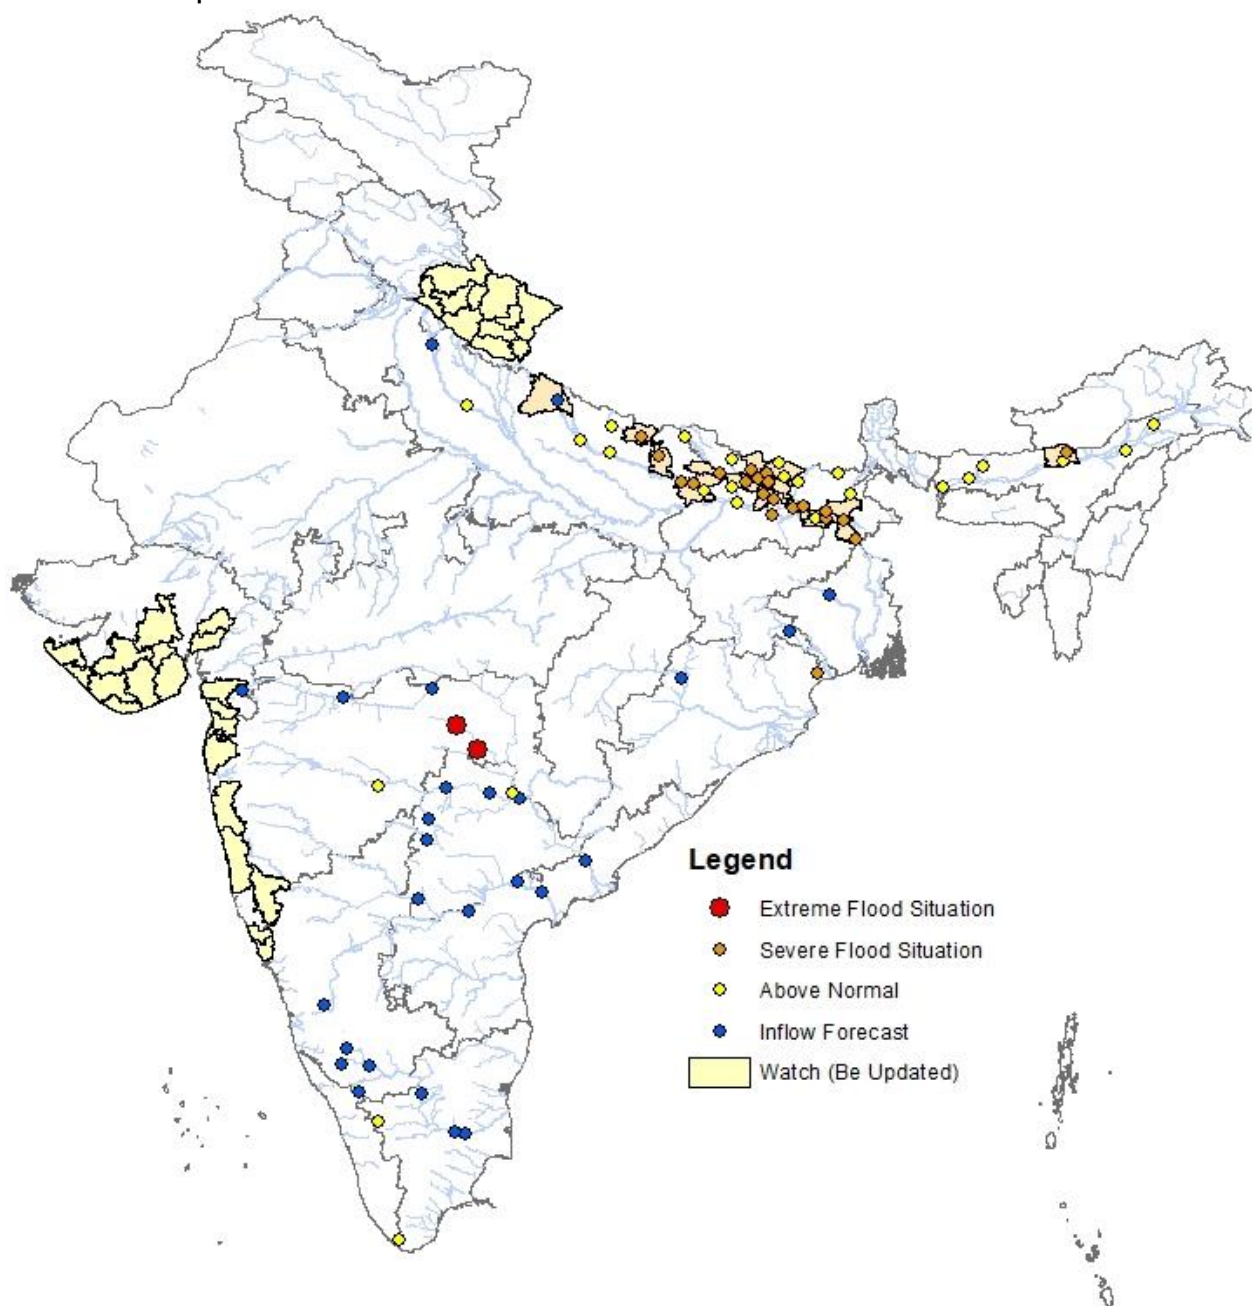 Legend
Extreme Flood Situation
Severe Flood Situation
Above Normal
Inflow Forecast
Watch (Be Updated)